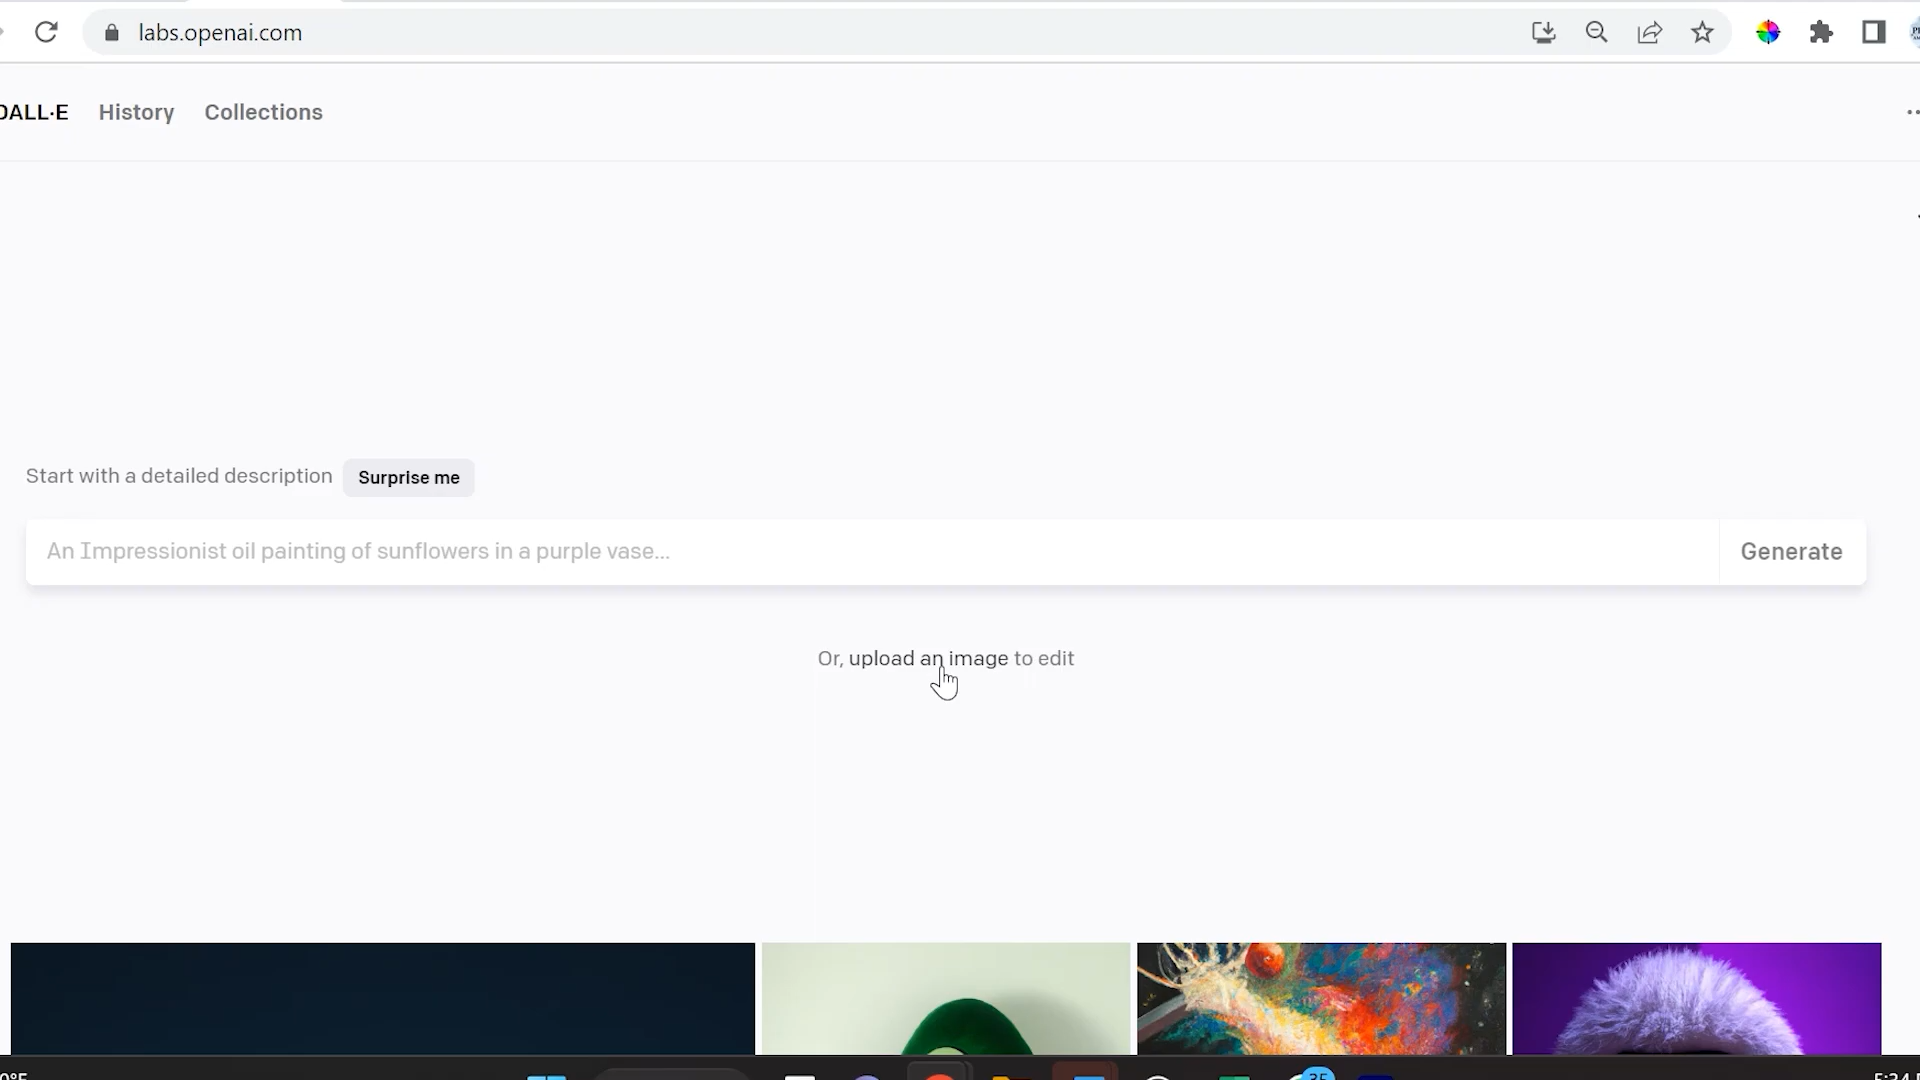 labs.openai.com
DALL·E History Collections
Start with a detailed description Surprise me
An Impressionist oil painting of sunflowers in a purple vase... Generate
Or, upload an image to edit
35